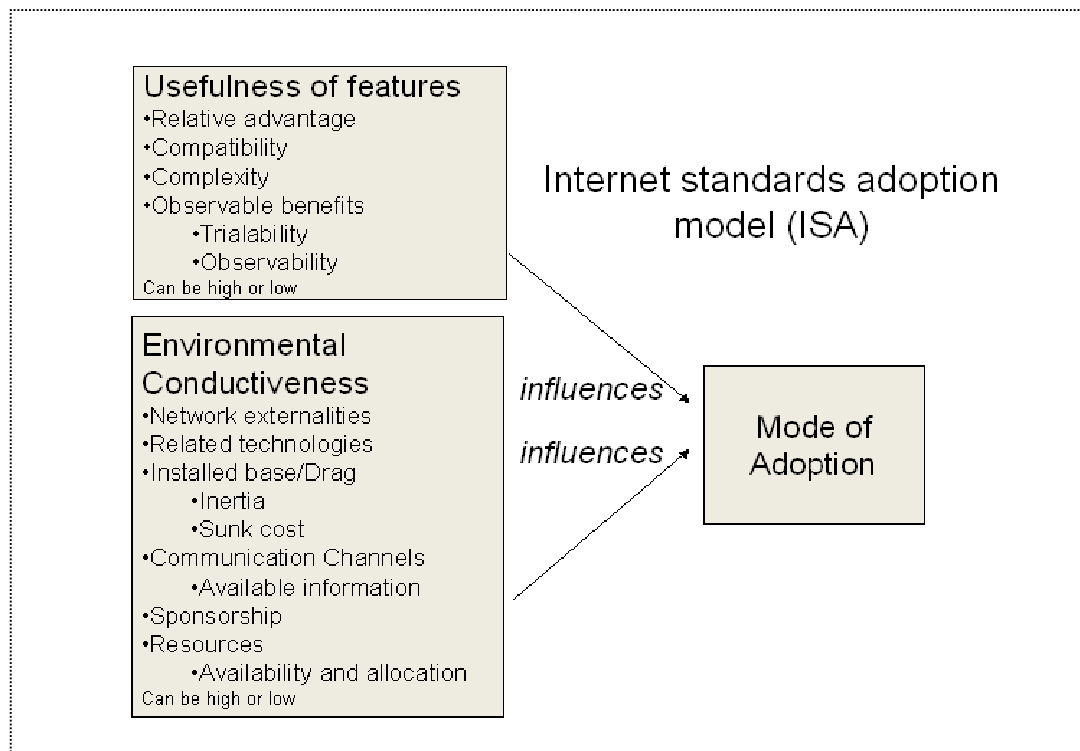 Usefulness of features
•Relative advantage
•Compatibility
•Complexity
•Observable benefits
•Trialability
•Observability
Can be high or low
Internet standards adoption
model (ISA)
Environmental
Conductiveness
•Network externalities
•Related technologies
•Installed base/Drag
•Inertia
•Sunk cost
•Communication Channels
•Available information
•Sponsorship
•Resources
•Availability and allocation
Can be high or low
influences
influences
Mode of
Adoption